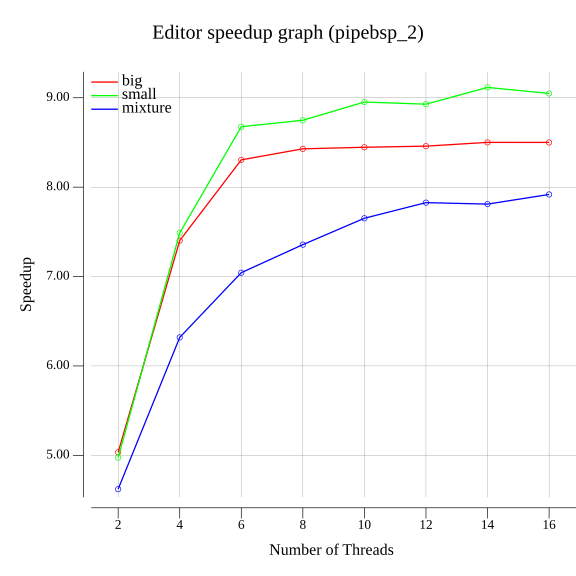 Editor speedup graph (pipebsp_2)
big
small
mixture
9.00
8.00
7.00
6.00
5.00
Speedup
2 4 6 8 10 12 14 16
Number of Threads